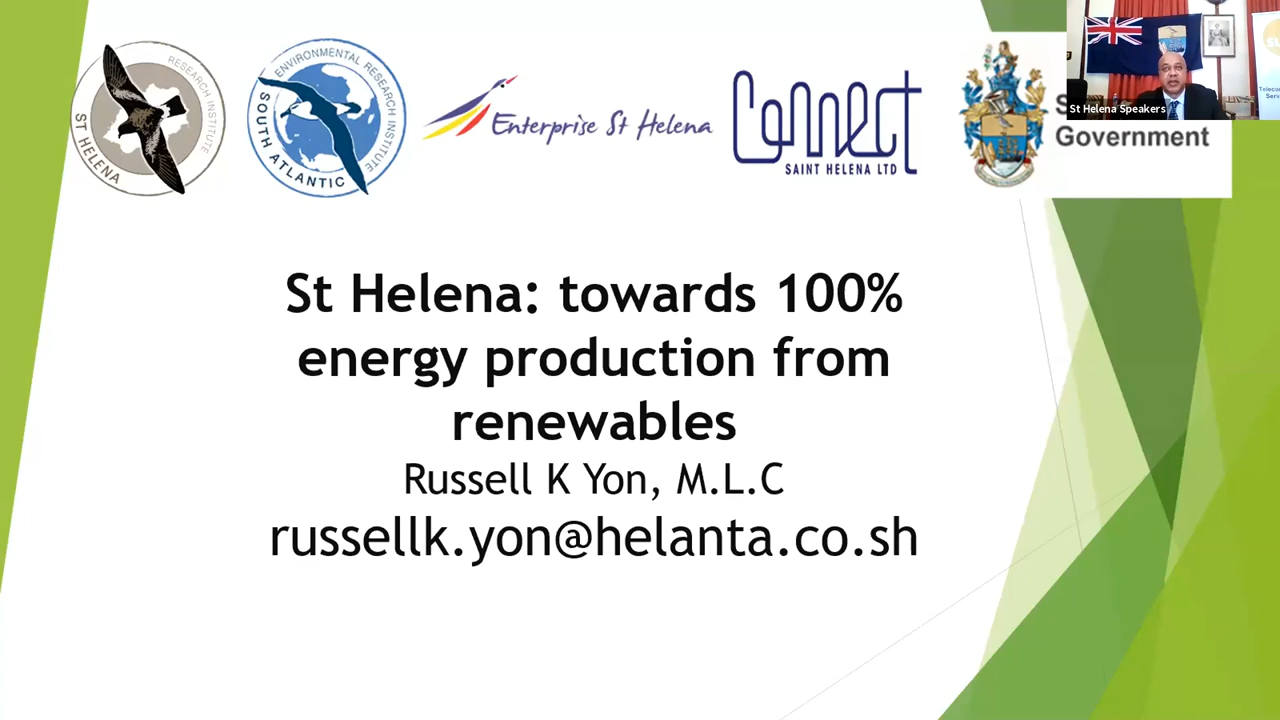 ST HELENA RESEARCH INSTITUTE
SOUTH ATLANTIC ENVIRONMENTAL RESEARCH INSTITUTE
Enterprise St Helena
Connect
SAINT HELENA LTD
Government
St Helena Speakers
St Helena: towards 100%
energy production from
renewables
Russell K Yon, M.L.C
russellk.yon@helanta.co.sh